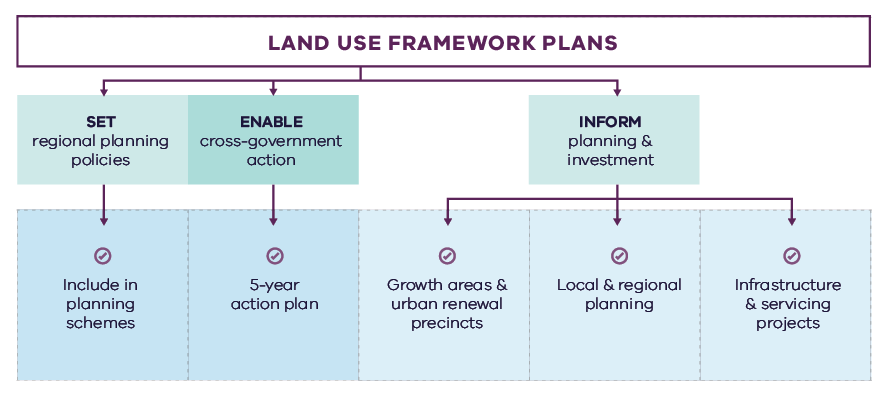 LAND USE FRAMEWORK PLANS
SET
regional planning
policies
ENABLE
cross-government
action
INFORM
planning &
investment
Include in
planning
schemes
5-year
action plan
Growth areas &
urban renewal
precincts
Local & regional
planning
Infrastructure
& servicing
projects